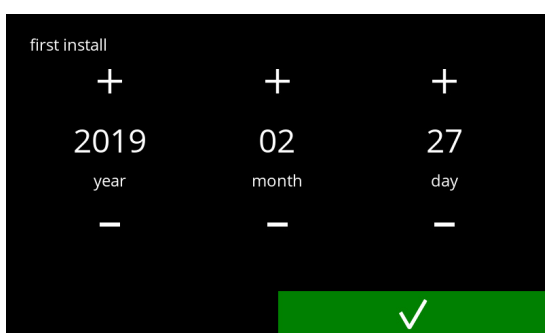 first install
+ + +
2019 02 27
year month day
- - -